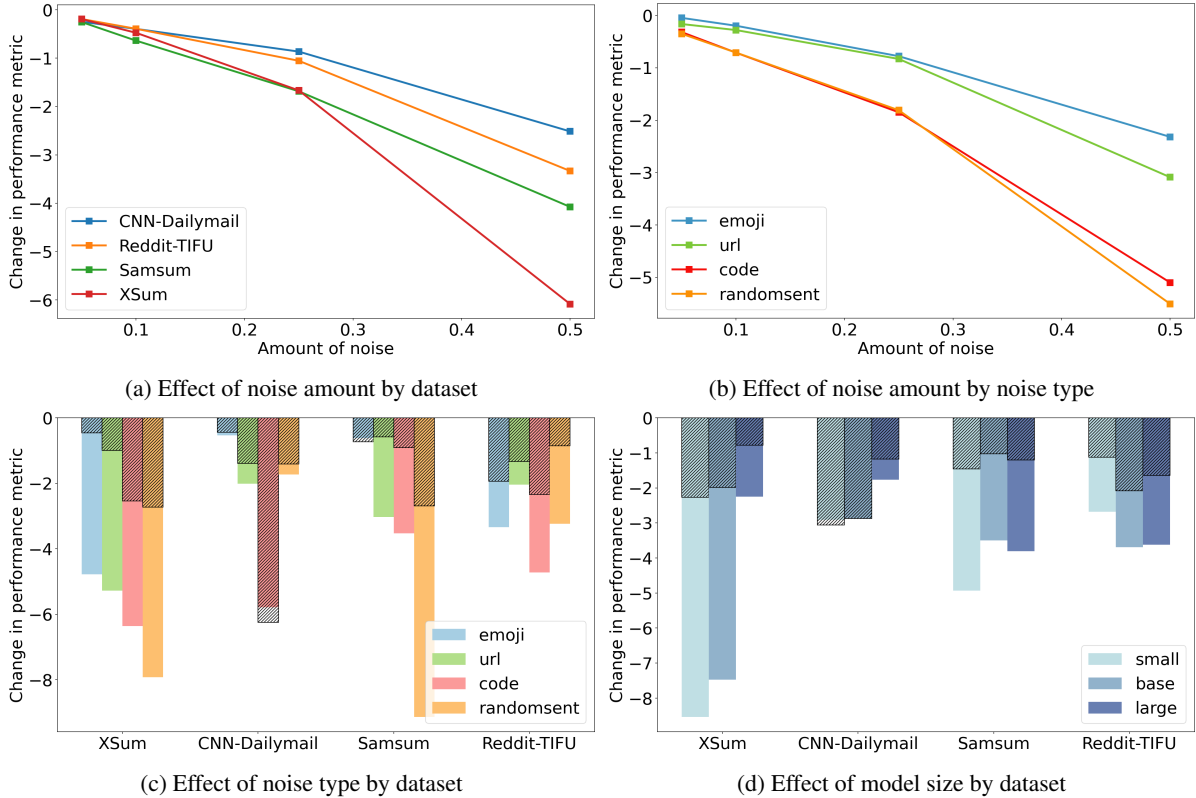 Change in performance metric
0
−1
−2
−3
−4
−5
−6
CNN-Dailymail
Reddit-TIFU
Samsum
XSum
0.1
0.2
0.3
0.4
0.5
Amount of noise
(a) Effect of noise amount by dataset
Change in performance metric
0
−1
−2
−3
−4
−5
emoji
url
code
randomsent
0.1
0.2
0.3
0.4
0.5
Amount of noise
(b) Effect of noise amount by noise type
Change in performance metric
0
−2
−4
−6
−8
emoji
url
code
randomsent
XSum
CNN-Dailymail
Samsum
Reddit-TIFU
(c) Effect of noise type by dataset
Change in performance metric
0
−1
−2
−3
−4
−5
−6
−7
−8
small
base
large
XSum
CNN-Dailymail
Samsum
Reddit-TIFU
(d) Effect of model size by dataset